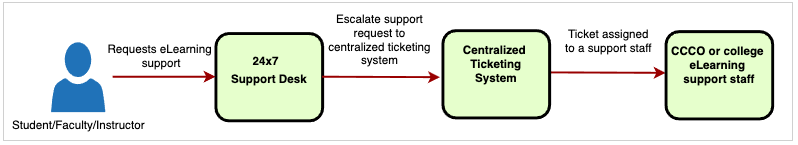 Requests eLearning
support
Student/Faculty/Instructor
24x7
Support Desk
Escalate support
request to
centralized ticketing
system
Centralized
Ticketing
System
Ticket assigned
to a support staff
CCCO or college
eLearning
support staff